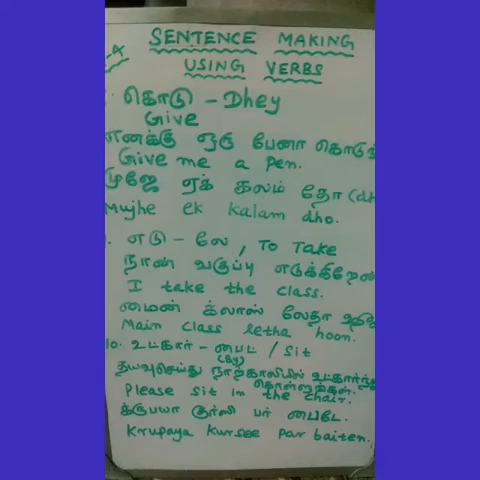 SENTENCE MAKING
USING VERBS
கொடு - Dhey
Give
எனக்கு ஒரு பேனா
Give me a pen.
முஜே ஏக் கலம் தோ
Mujhe ek kalam dho.
எடு - லே, To Take
நான் வகுப்பு எடுக்கிறேன்
I take the class.
மைன் க்லாஸ் லேதா
Main class letha hoon.
10. உட்கார் - பைட் / Sit
தயவுசெய்து நாற்காலியில்
கொள்ளுங்கள்.
Please sit in the chair.
க்ருபயா குர்ஸி பர் பைடே.
Krupaya Kursee par baiten.